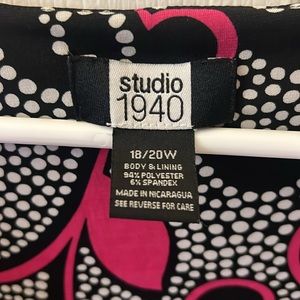 studio
1940
18/20W
BODY & LINING
94% POLYESTER
6% SPANDEX
MADE IN NICARAGUA
SEE REVERSE FOR CARE